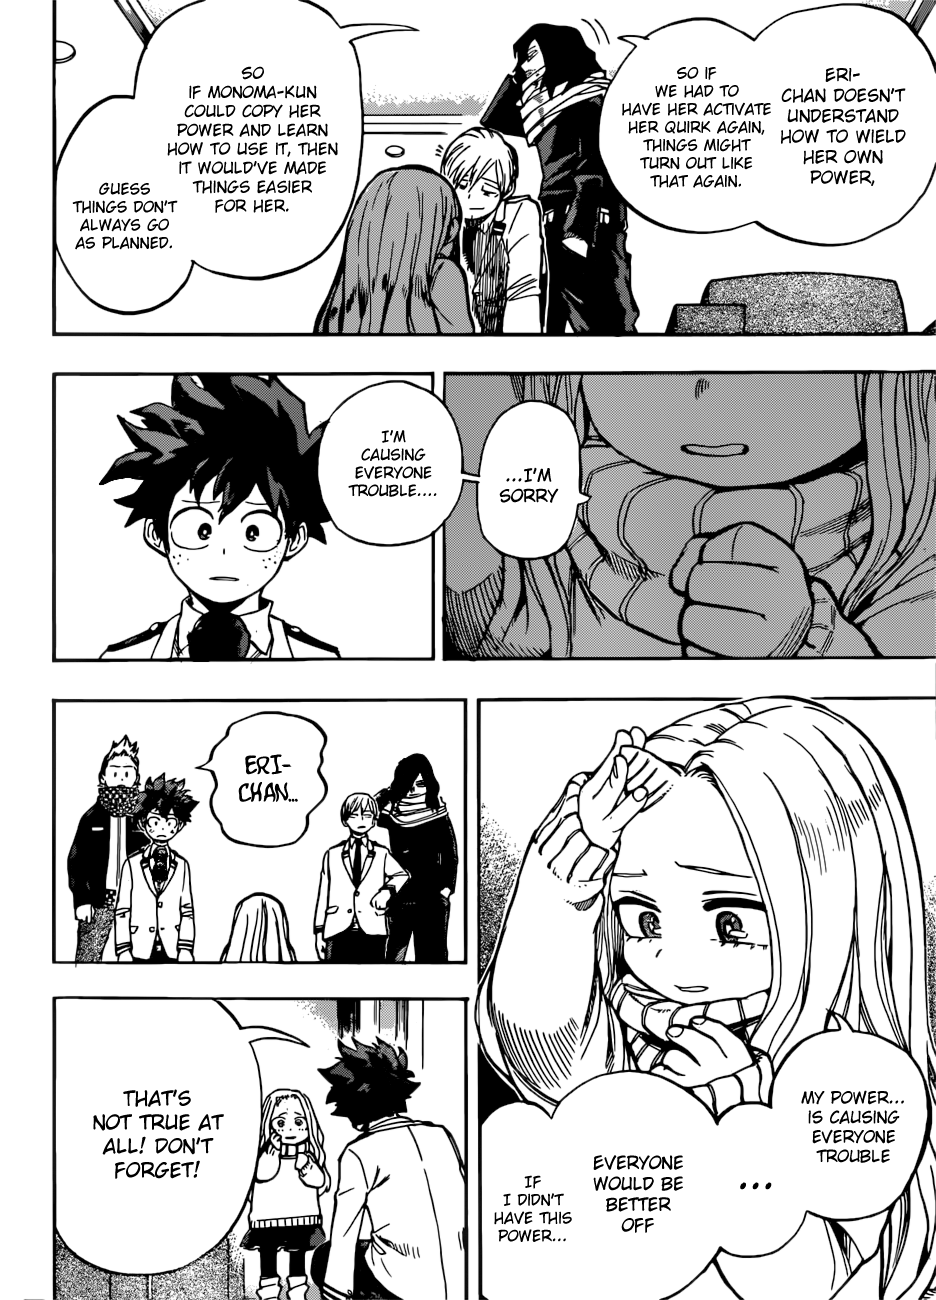 ERI-
CHAN DOESN'T
UNDERSTAND
HOW TO WIELD
HER OWN
POWER,
SO IF
WE HAD TO
HAVE HER ACTIVATE
HER QUIRK AGAIN,
THINGS MIGHT
TURN OUT LIKE
THAT AGAIN.
SO
IF MONOMA-KUN
COULD COPY HER
POWER AND LEARN
HOW TO USE IT, THEN
IT WOULD'VE MADE
THINGS EASIER
FOR HER.
GUESS
THINGS DON'T
ALWAYS GO
AS PLANNED.
...I'M
SORRY
I'M
CAUSING
EVERYONE
TROUBLE....
MY POWER...
IS CAUSING
EVERYONE
TROUBLE
...
EVERYONE
WOULD BE
BETTER
OFF
IF
I DIDN'T
HAVE THIS
POWER...
ERI-
CHAN...
THAT'S
NOT TRUE AT
ALL! DON'T
FORGET!